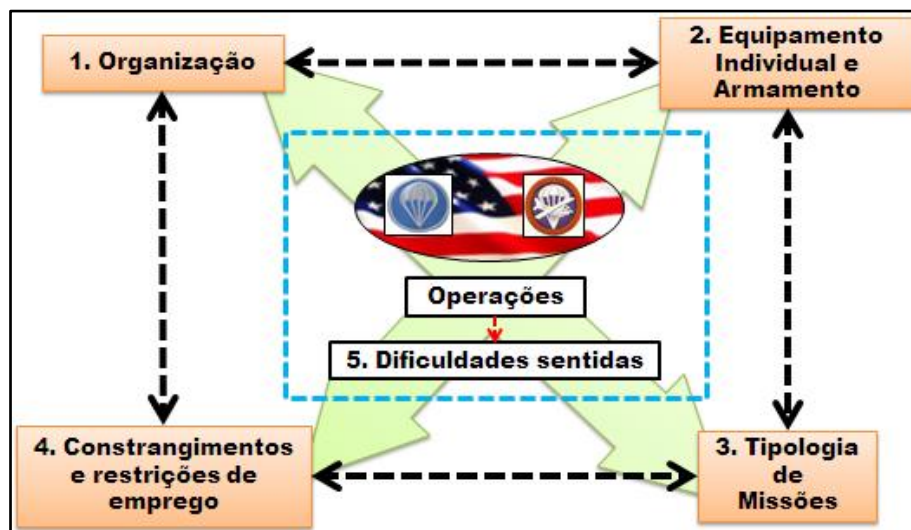 1. Organização
2. Equipamento
Individual e
Armamento
Operações
5. Dificuldades sentidas
4. Constrangimentos
e restrições de
emprego
3. Tipologia
de
Missões